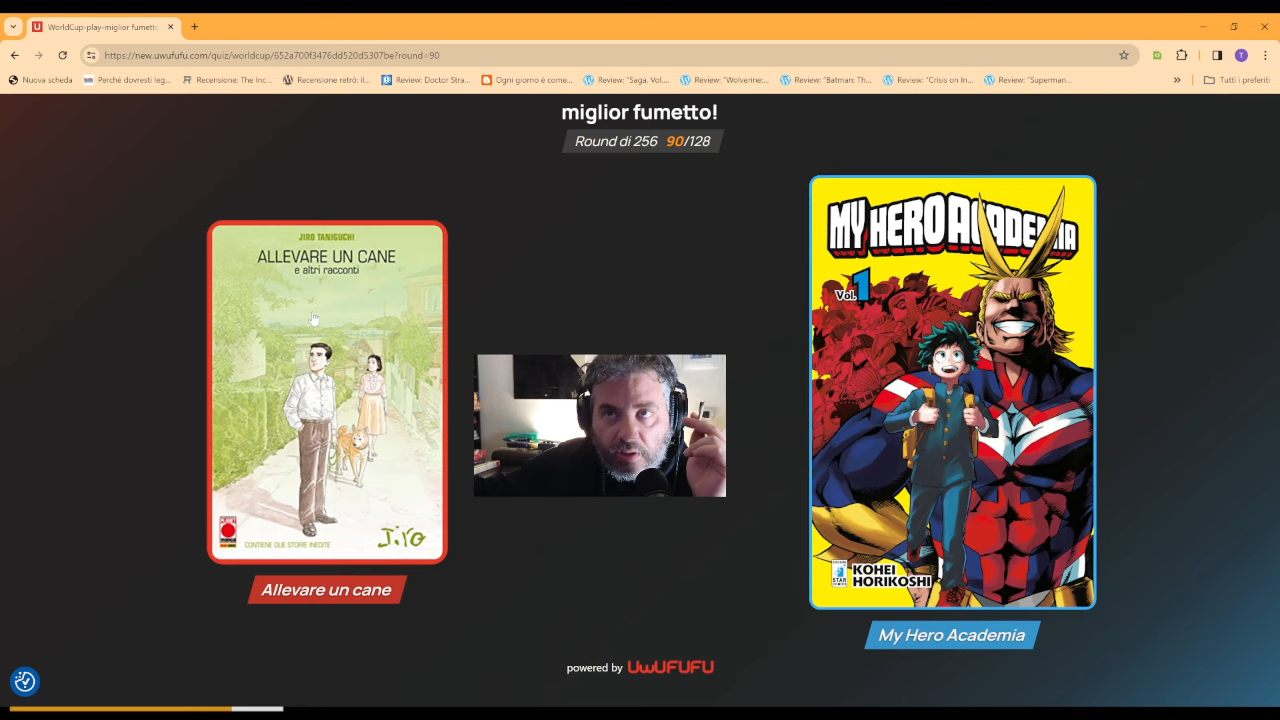 WorldCup-play-miglior fumetto
https://new.uwufufu.com/quiz/worldcup/652a700f3476dd520d5307be?round=90
T
Nuova scheda
Perché dovresti leg...
Recensione: The Inc...
Recensione retrò: il...
Review: Doctor Stra...
Ogni giorno è come...
Review: "Saga, Vol....
Review: "Wolverine:...
Review: "Batman: Th...
Review: "Crisis on In...
Review: "Superman...
»
Tutti i preferiti
miglior fumetto!
Round di 256 90/128
JIRO TANIGUCHI
ALLEVARE UN CANE
e altri racconti
CONTIENE DUE STORIE INEDITE
Jiro
Allevare un cane
MY HERO ACADEMIA
Vol. 1
STAR COMICS
KOHEI
HORIKOSHI
My Hero Academia
powered by UwUFUFU